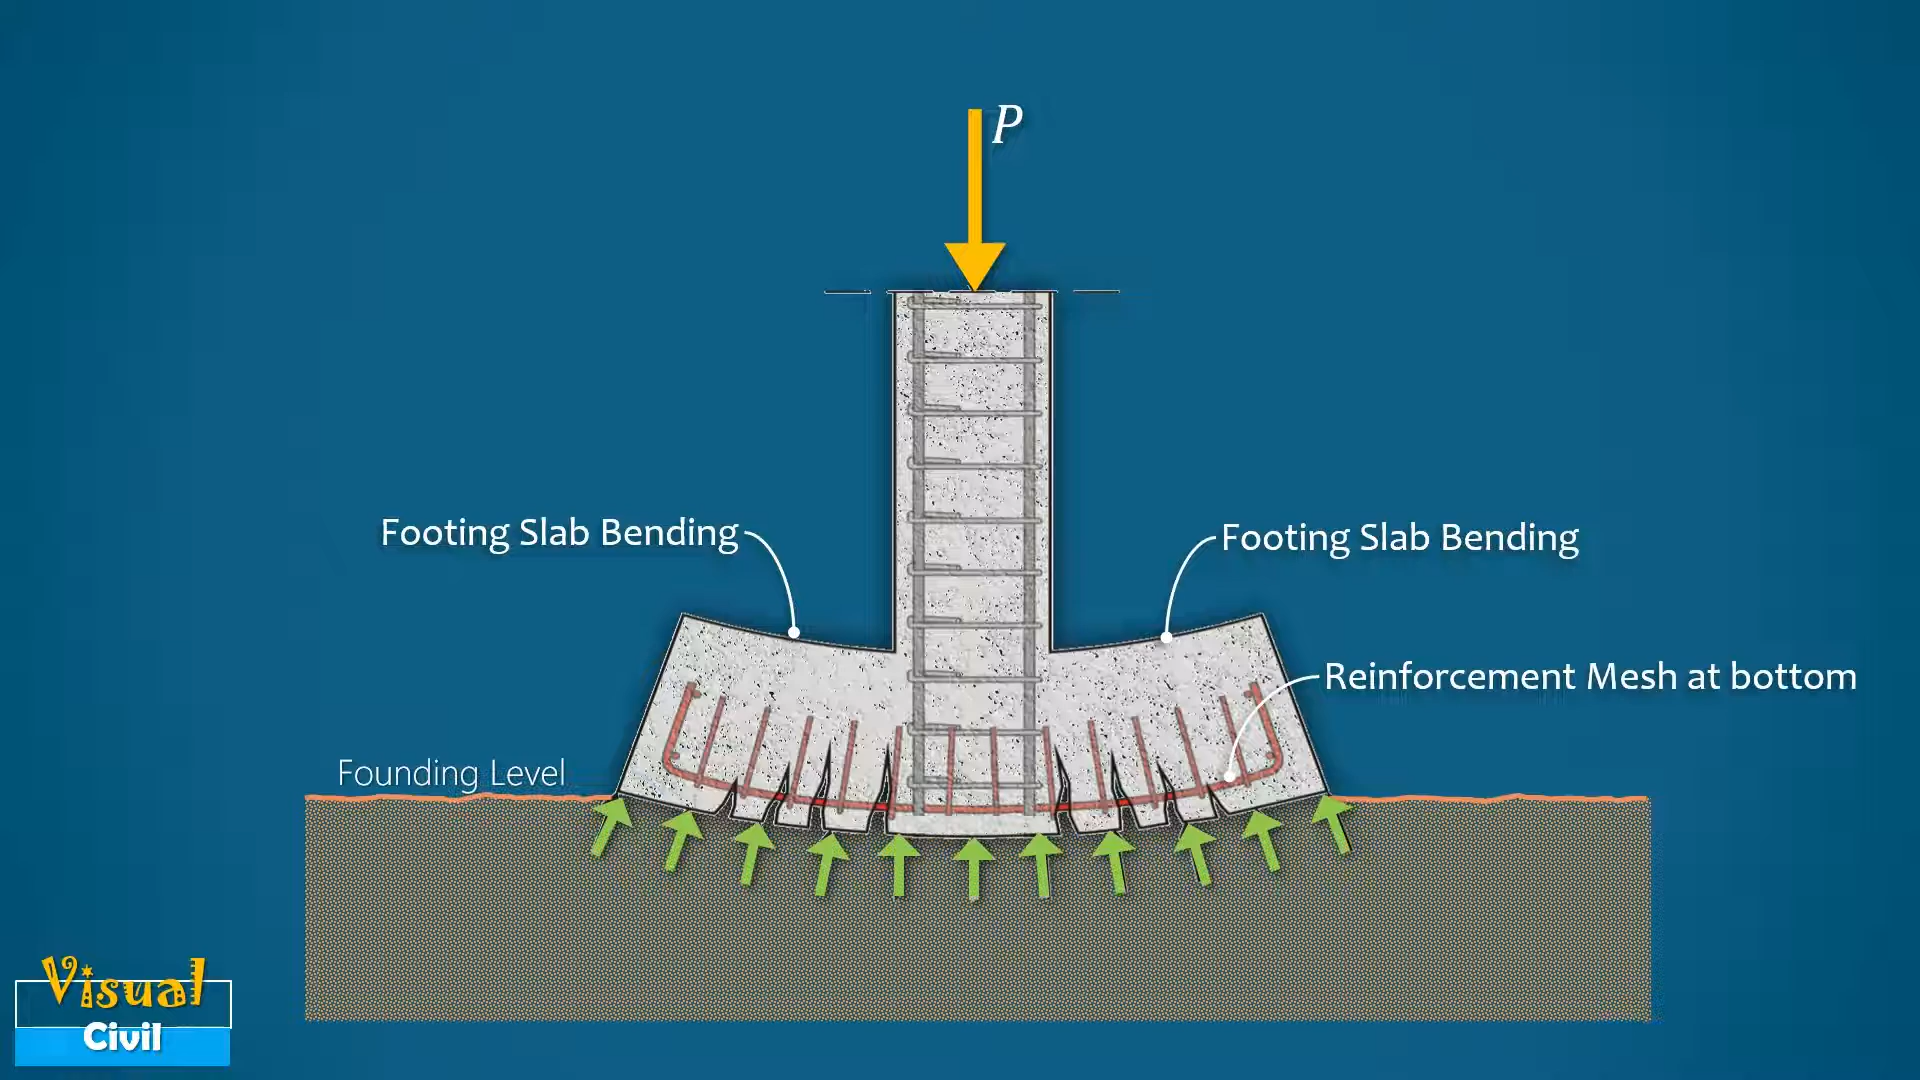 P
Footing Slab Bending
Footing Slab Bending
Reinforcement Mesh at bottom
Founding Level
Visual
Civil